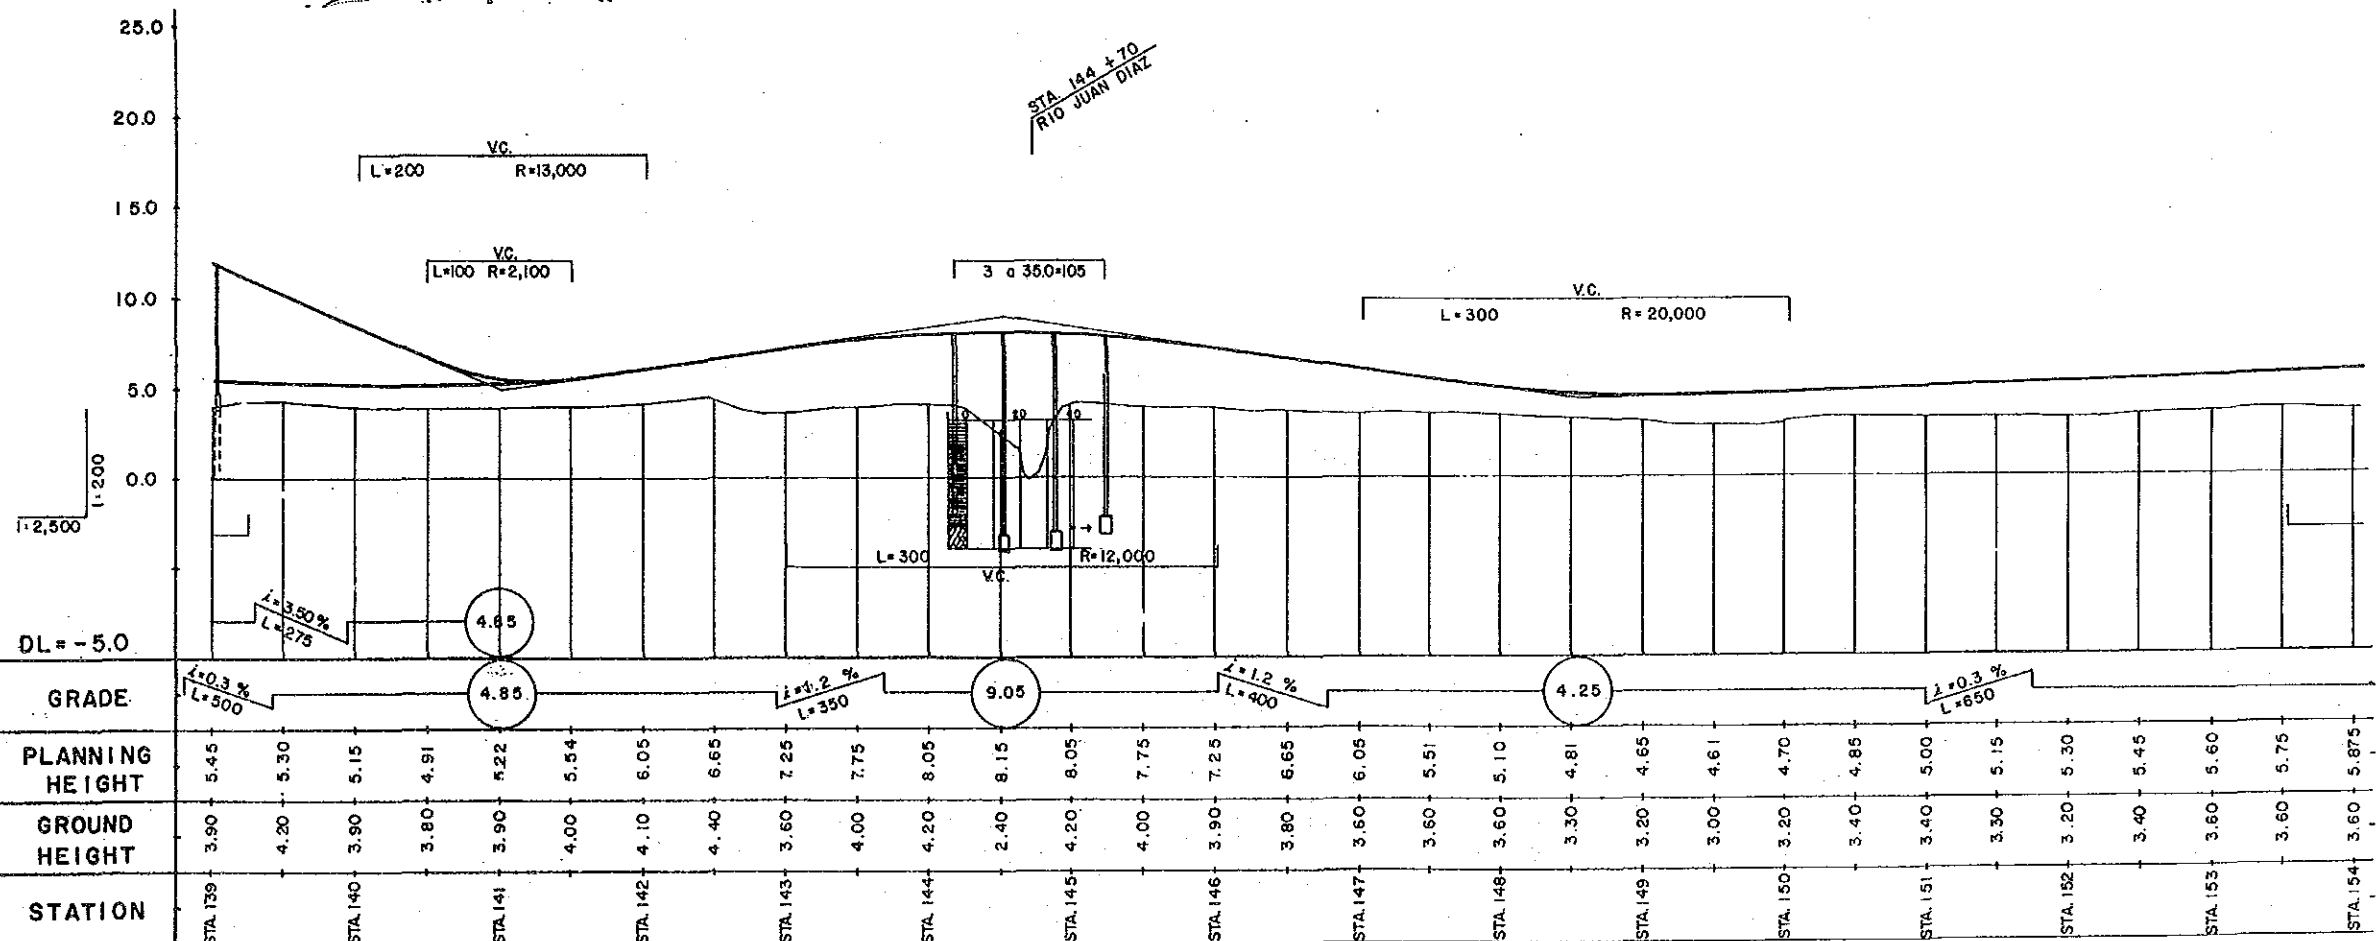 25.0
20.0
15.0
10.0
5.0
0.0
DL = -5.0
1:200
1:2,500
STA. 144 + 70
RIO JUAN DIAZ
V.C.
L=200 R=13,000
V.C.
L=100 R=2,100
3 a 35.0=105
V.C.
L=300 R=20,000
0 20 40
L=300 R=12,000
V.C.
i=3.50%
L=275
4.85
GRADE
i=0.3 %
L=500
4.85
i=1.2 %
L=350
9.05
i=1.2 %
L=400
4.25
i=0.3 %
L=650
PLANNING HEIGHT
5.45 5.30 5.15 4.91 5.22 5.54 6.05 6.65 7.25 7.75 8.05 8.15 8.05 7.75 7.25 6.65 6.05 5.51 5.10 4.81 4.65 4.61 4.70 4.85 5.00 5.15 5.30 5.45 5.60 5.75 5.875
GROUND HEIGHT
3.90 4.20 3.90 3.80 3.90 4.00 4.10 4.40 3.60 4.00 4.20 2.40 4.20 4.00 3.90 3.80 3.60 3.60 3.60 3.30 3.20 3.00 3.20 3.40 3.40 3.30 3.20 3.40 3.60 3.60 3.60
STATION
STA.139 STA.140 STA.141 STA.142 STA.143 STA.144 STA.145 STA.146 STA.147 STA.148 STA.149 STA.150 STA.151 STA.152 STA.153 STA.154